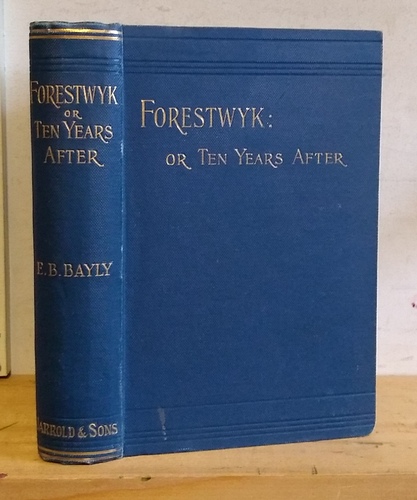 FORESTWYK
OR
TEN YEARS
AFTER
E. B. BAYLY
JARROLD & SONS
FORESTWYK:
OR TEN YEARS AFTER